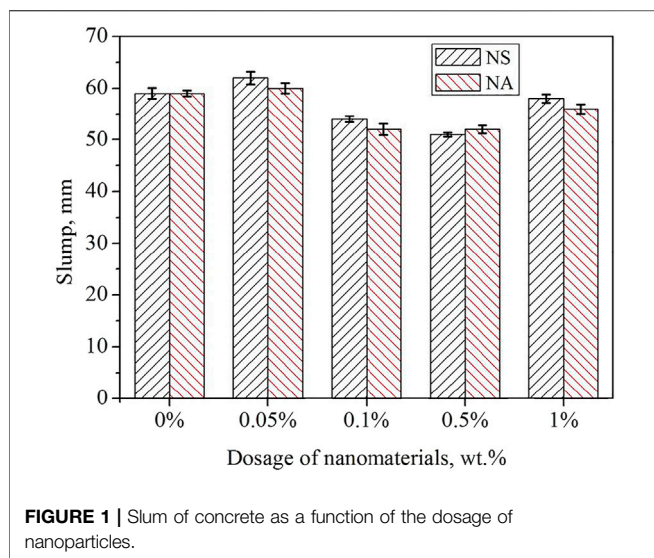 70
60
50
40
30
20
10
0
Slump, mm
NS
NA
0% 0.05% 0.1% 0.5% 1%
Dosage of nanomaterials, wt.%
FIGURE 1 | Slum of concrete as a function of the dosage of
nanoparticles.